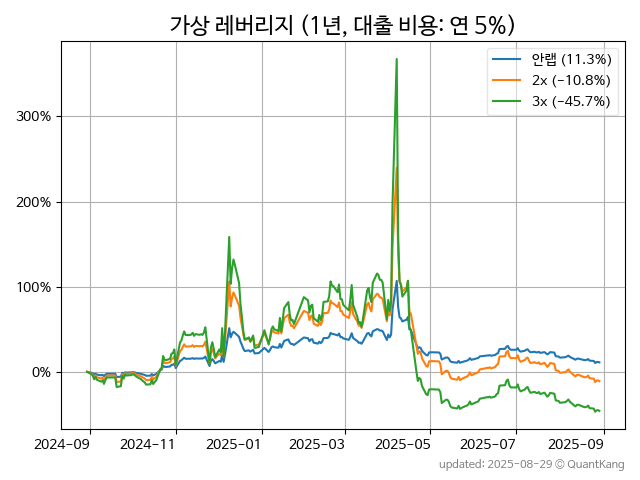 가상 레버리지 (1년, 대출 비용: 연 5%)
안랩 (11.3%)
2x (−10.8%)
3x (−45.7%)
300%
200%
100%
0%
2024−09 2024−11 2025−01 2025−03 2025−05 2025−07 2025−09
updated: 2025-08-29 © QuantKang